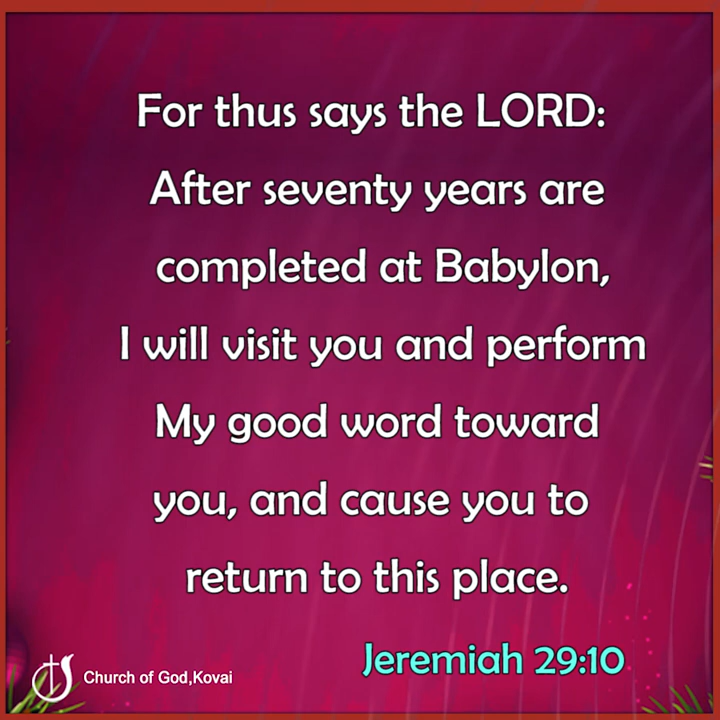 For thus says the LORD:
After seventy years are
completed at Babylon,
I will visit you and perform
My good word toward
you, and cause you to
return to this place.
Jeremiah 29:10
Church of God,Kovai